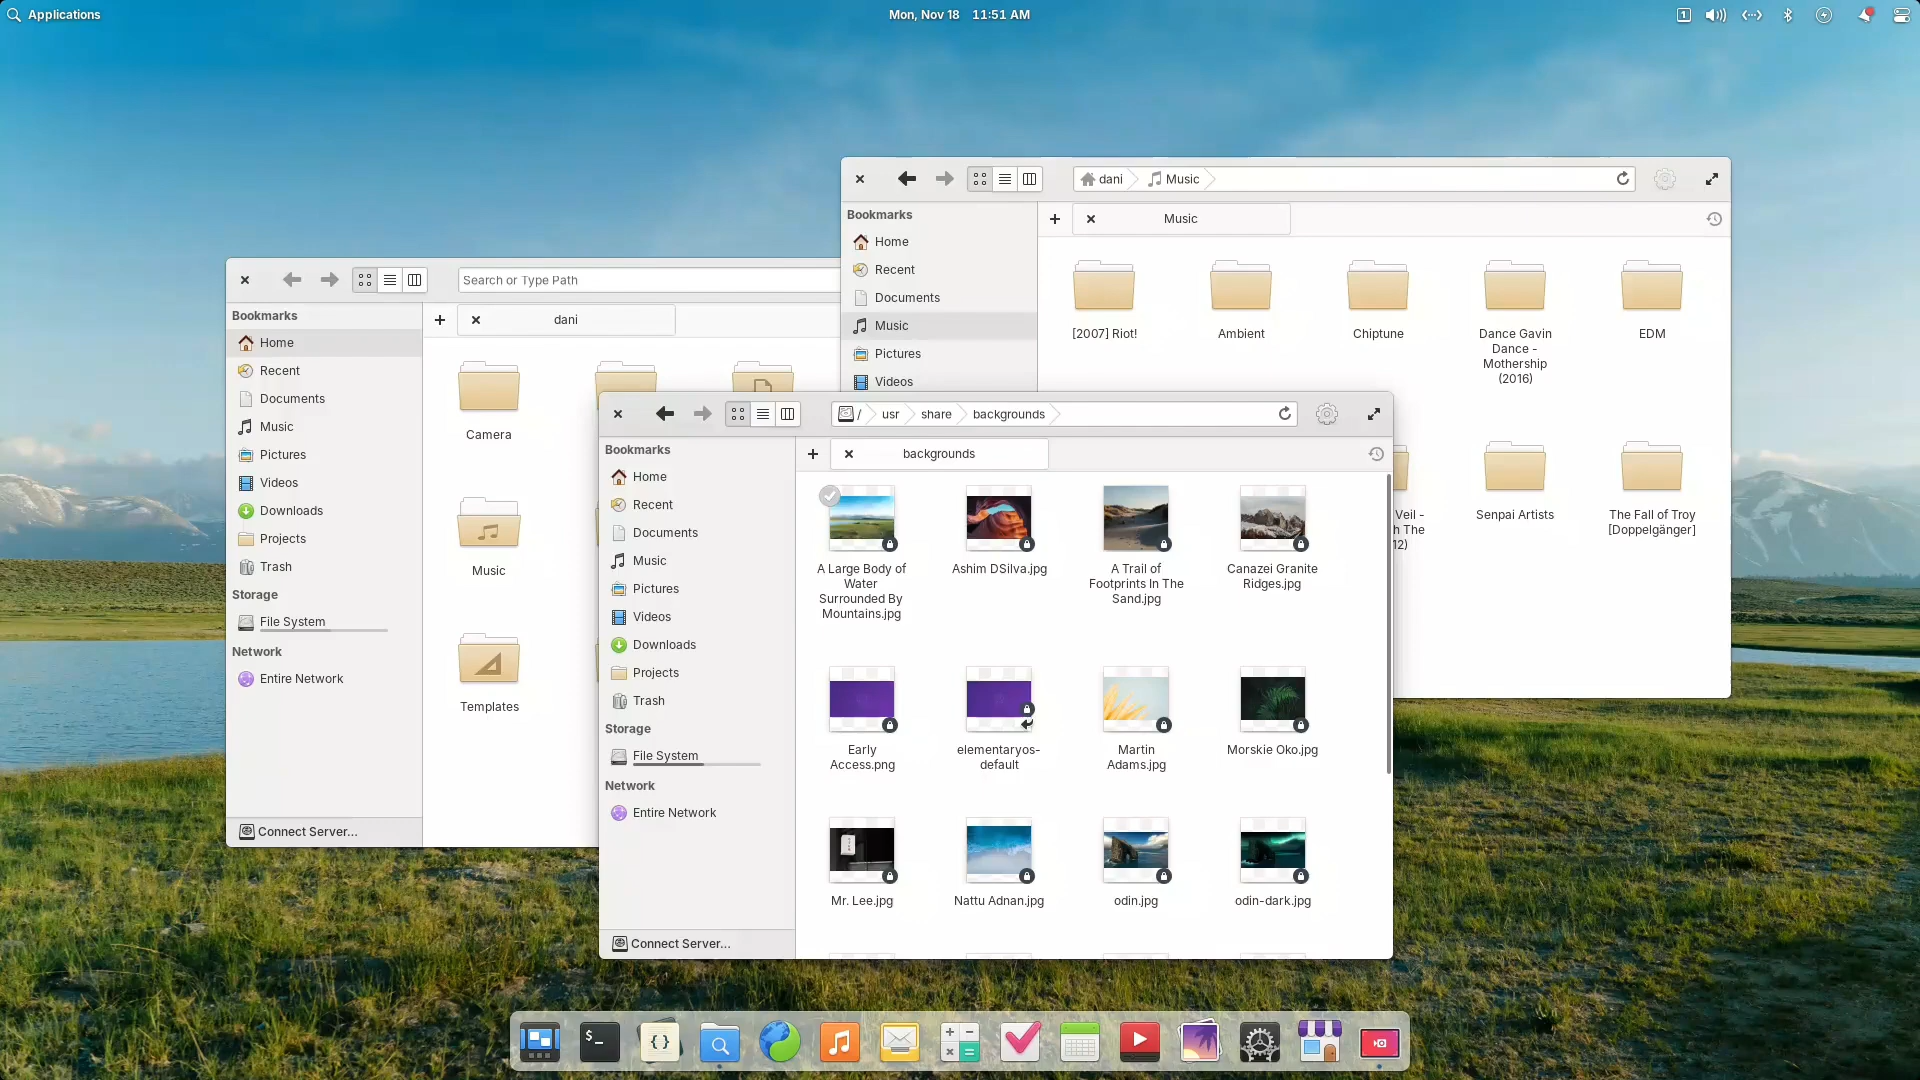 Applications
Mon, Nov 18 11:51 AM
1
dani
Music
Bookmarks
Home
Recent
Documents
Music
Pictures
Videos
Music
[2007] Riot!
Ambient
Chiptune
Dance Gavin
Dance -
Mothership
(2016)
EDM
Veil -
h The
12)
Senpai Artists
The Fall of Troy
[Doppelgänger]
Search or Type Path
Bookmarks
Home
Recent
Documents
Music
Pictures
Videos
Downloads
Projects
Trash
Storage
File System
Network
Entire Network
Connect Server...
dani
Camera
Music
Templates
/
usr
share
backgrounds
Bookmarks
Home
Recent
Documents
Music
Pictures
Videos
Downloads
Projects
Trash
Storage
File System
Network
Entire Network
Connect Server...
backgrounds
A Large Body of
Water
Surrounded By
Mountains.jpg
Ashim DSilva.jpg
A Trail of
Footprints In The
Sand.jpg
Canazei Granite
Ridges.jpg
Early
Access.png
elementaryos-
default
Martin
Adams.jpg
Morskie Oko.jpg
Mr. Lee.jpg
Nattu Adnan.jpg
odin.jpg
odin-dark.jpg
$_
{}